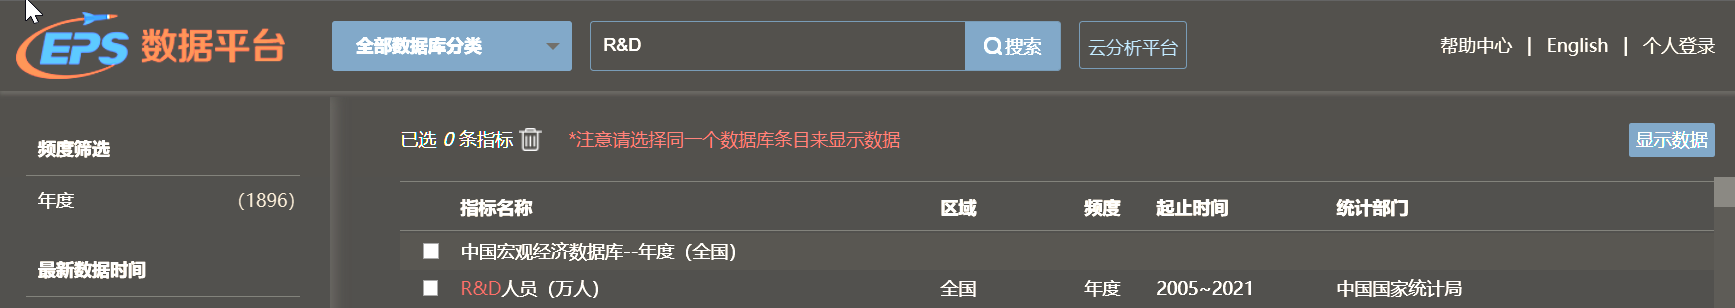 EPS 数据平台 全部数据库分类 R&D 搜索 云分析平台 帮助中心 | English | 个人登录
频度筛选
年度 (1896)
最新数据时间
已选 0 条指标 *注意请选择同一个数据库条目来显示数据 显示数据
指标名称 区域 频度 起止时间 统计部门
中国宏观经济数据库--年度（全国）
R&D人员（万人） 全国 年度 2005~2021 中国国家统计局